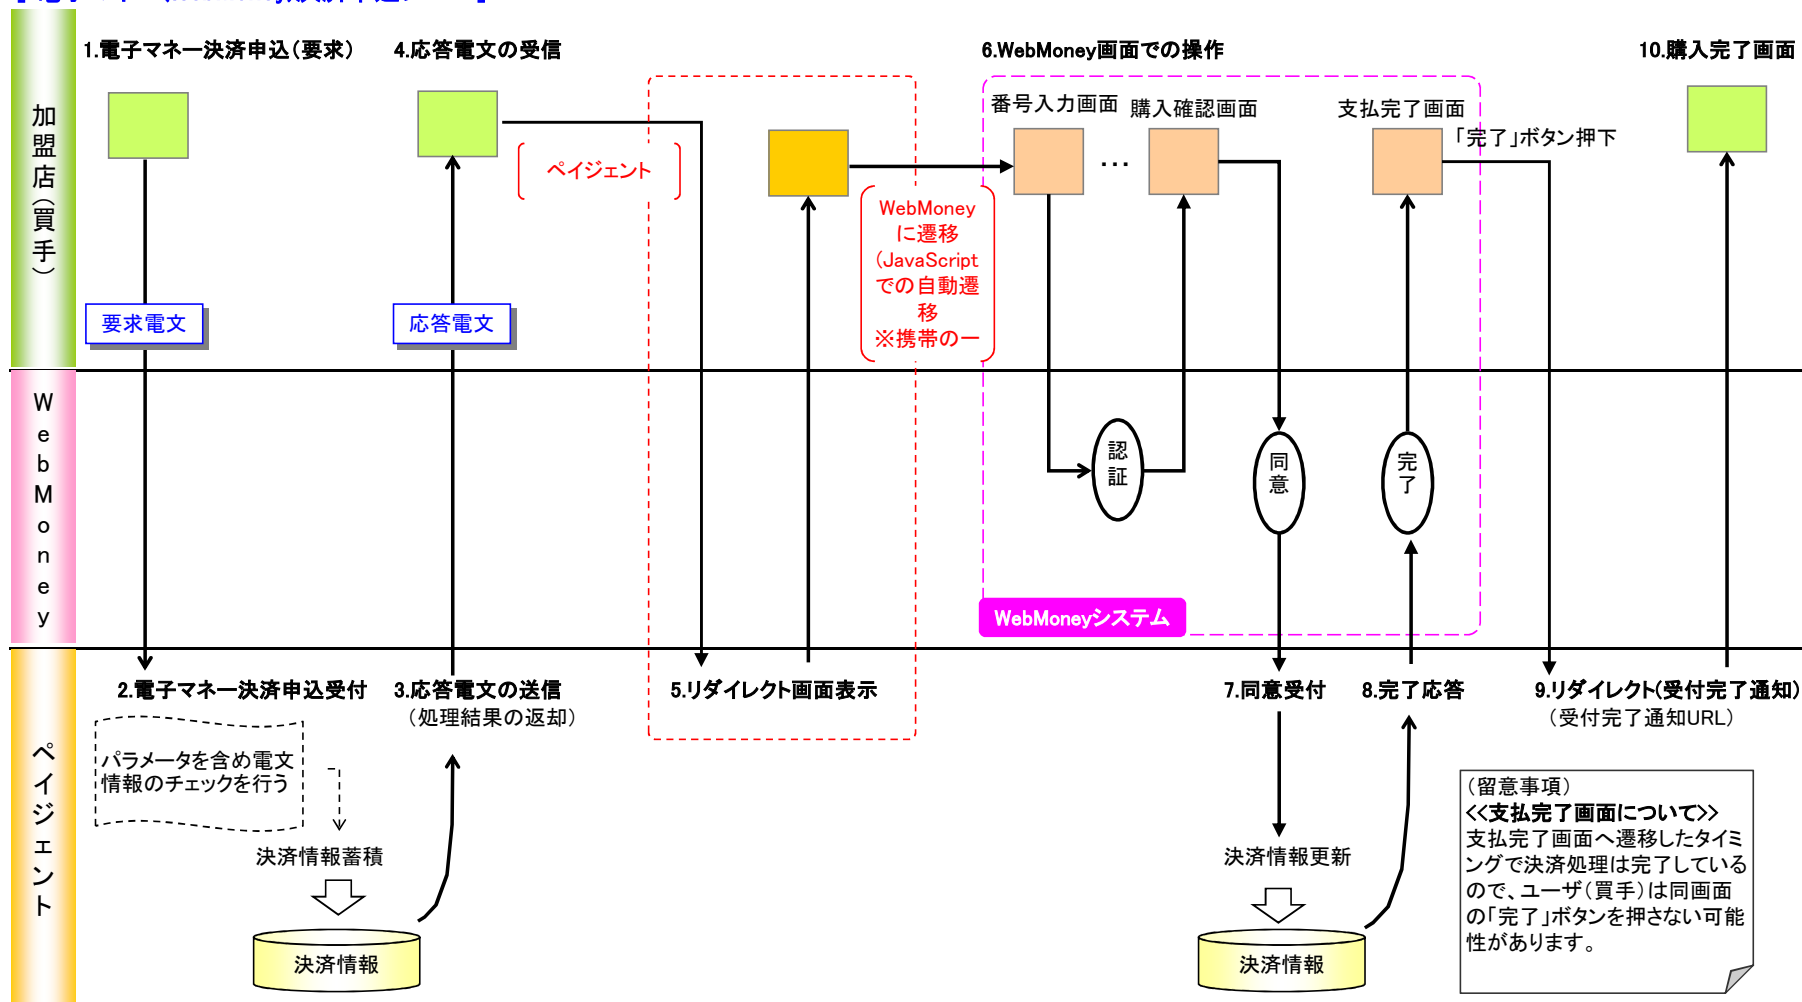 1.電子マネー決済申込(要求)
4.応答電文の受信
6.WebMoney画面での操作
10.購入完了画面
加盟店(買手)
番号入力画面
購入確認画面
支払完了画面
「完了」ボタン押下
…
ペイジェント
WebMoney
に遷移
(JavaScript
での自動遷
移
※携帯の一
要求電文
応答電文
WebMoney
認証
同意
完了
WebMoneyシステム
2.電子マネー決済申込受付
3.応答電文の送信
(処理結果の返却)
5.リダイレクト画面表示
7.同意受付
8.完了応答
9.リダイレクト(受付完了通知)
(受付完了通知URL)
ペイジェント
パラメータを含め電文
情報のチェックを行う
決済情報蓄積
決済情報
決済情報更新
決済情報
(留意事項)
<<支払完了画面について>>
支払完了画面へ遷移したタイミ
ングで決済処理は完了している
ので、ユーザ(買手)は同画面
の「完了」ボタンを押さない可能
性があります。